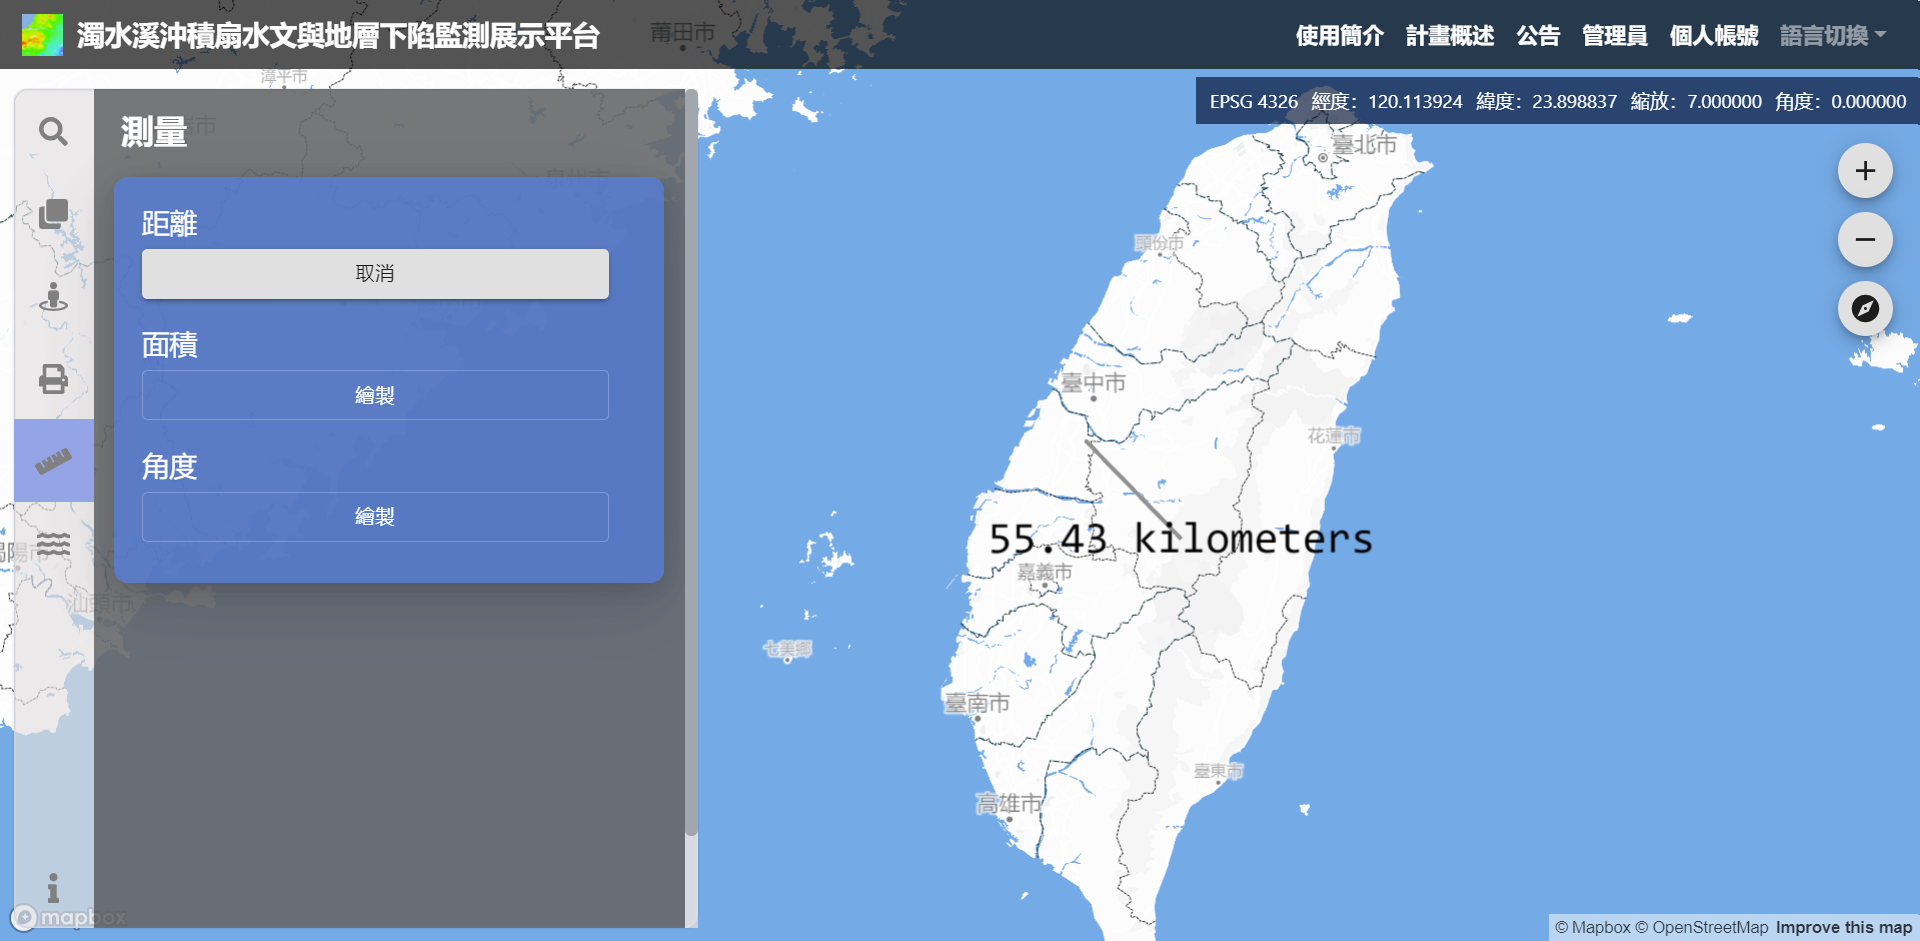 濁水溪沖積扇水文與地層下陷監測展示平台
使用簡介 計畫概述 公告 管理員 個人帳號 語言切換
莆田市
漳平市
EPSG 4326 經度：120.113924 緯度：23.898837 縮放：7.000000 角度：0.000000
測量
距離
取消
面積
繪製
角度
繪製
臺北市
頭份市
臺中市
花蓮市
55.43 kilometers
嘉義市
汕頭市
七美鄉
臺南市
臺東市
高雄市
mapbox
© Mapbox © OpenStreetMap Improve this map